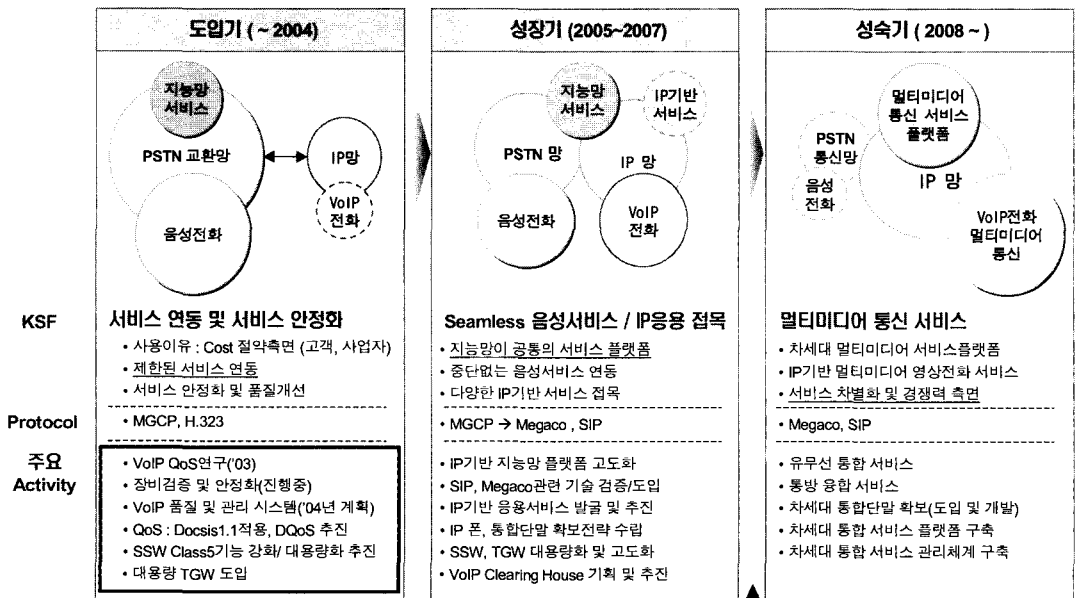 도입기 ( ~ 2004)
지능망
서비스
PSTN 교환망
IP망
VoIP
전화
음성전화
성장기 (2005~2007)
지능망
서비스
IP기반
서비스
PSTN 망
IP 망
음성전화
VoIP
전화
성숙기 ( 2008 ~ )
멀티미디어
통신 서비스
플랫폼
PSTN
통신망
IP 망
음성
전화
VoIP전화
멀티미디어
통신
KSF
서비스 연동 및 서비스 안정화
• 사용이유 : Cost 절약측면 (고객, 사업자)
• 제한된 서비스 연동
• 서비스 안정화 및 품질개선
Seamless 음성서비스 / IP응용 접목
• 지능망이 공통의 서비스 플랫폼
• 중단없는 음성서비스 연동
• 다양한 IP기반 서비스 접목
멀티미디어 통신 서비스
• 차세대 멀티미디어 서비스플랫폼
• IP기반 멀티미디어 영상전화 서비스
• 서비스 차별화 및 경쟁력 측면
Protocol
• MGCP, H.323
• MGCP → Megaco , SIP
• Megaco, SIP
주요
Activity
• VoIP QoS연구('03)
• 장비검증 및 안정화(진행중)
• VoIP 품질 및 관리 시스템('04년 계획)
• QoS : Docsis1.1적용, DQoS 추진
• SSW Class5기능 강화/ 대용량화 추진
• 대용량 TGW 도입
• IP기반 지능망 플랫폼 고도화
• SIP, Megaco관련 기술 검증/도입
• IP기반 응용서비스 발굴 및 추진
• IP 폰, 통합단말 확보전략 수립
• SSW, TGW 대용량화 및 고도화
• VoIP Clearing House 기획 및 추진
• 유무선 통합 서비스
• 통방 융합 서비스
• 차세대 통합단말 확보(도입 및 개발)
• 차세대 통합 서비스 플랫폼 구축
• 차세대 통합 서비스 관리체계 구축